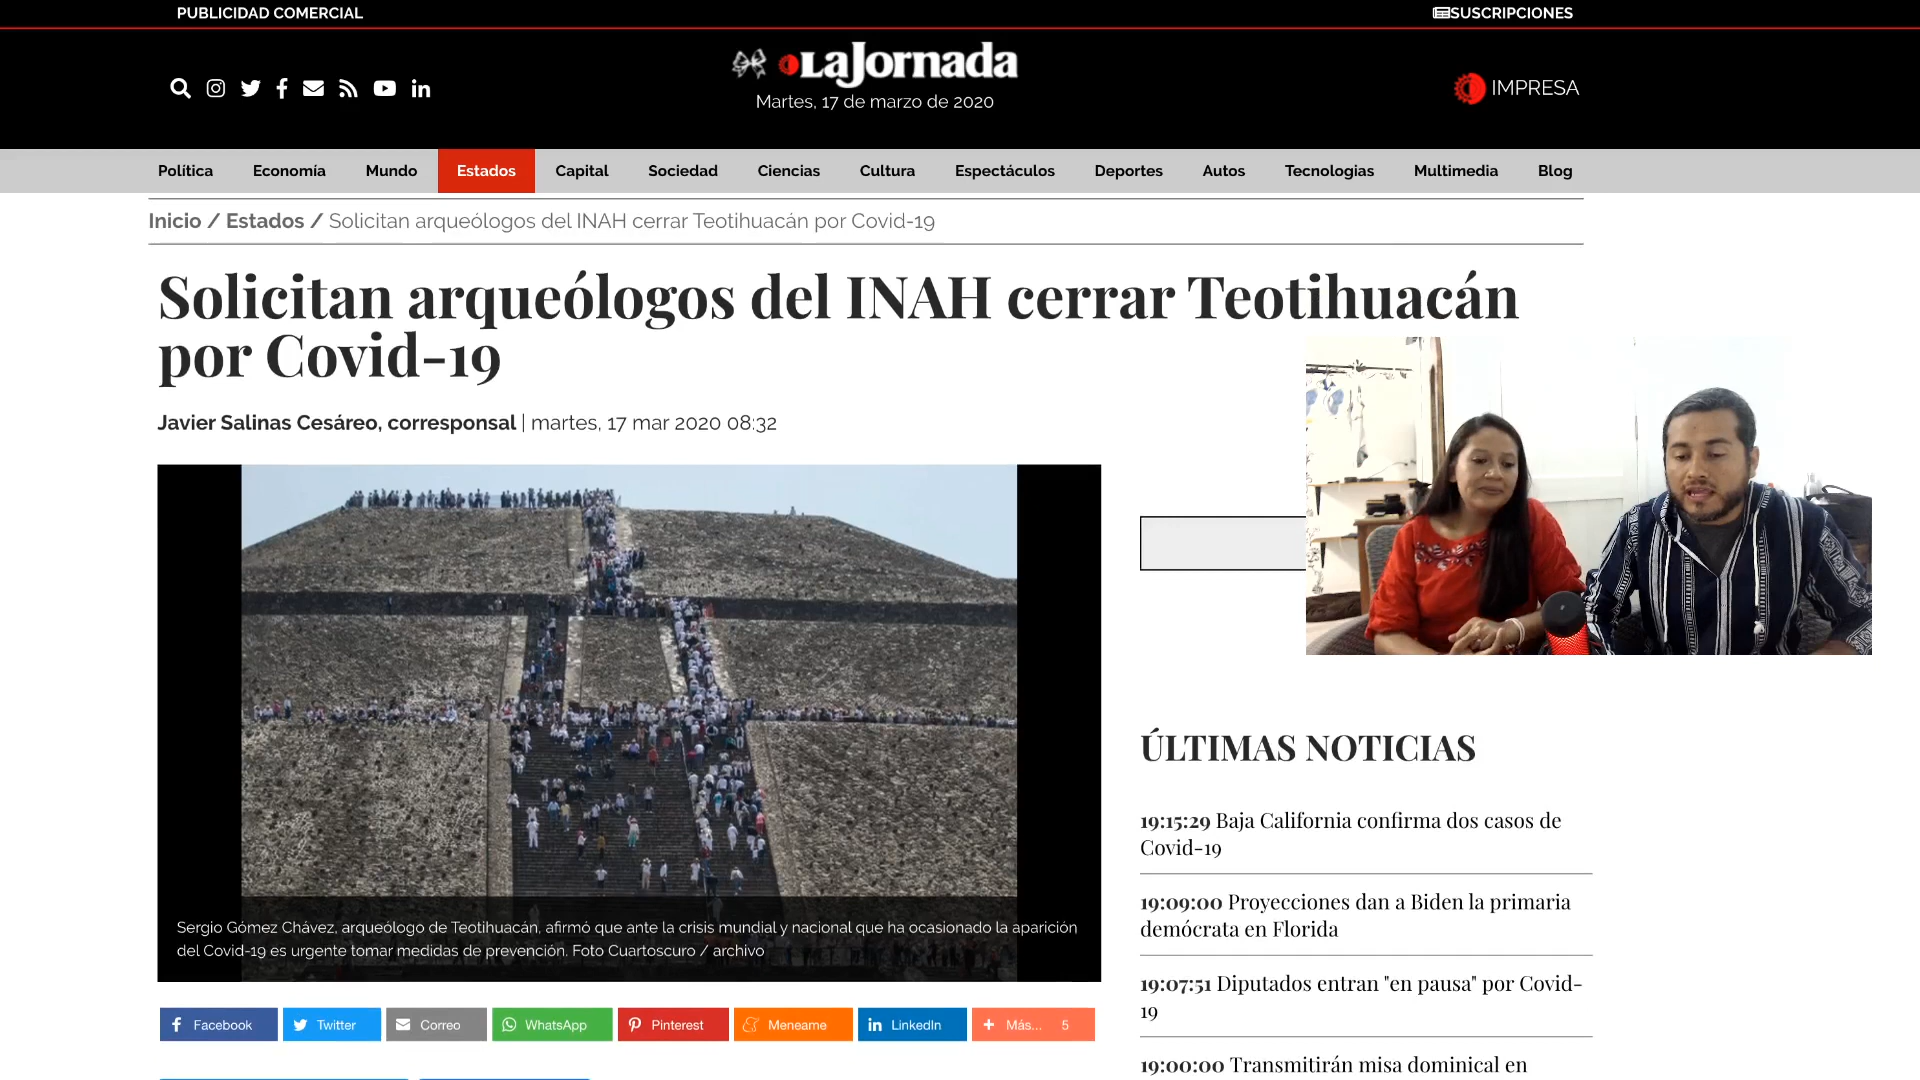 PUBLICIDAD COMERCIAL
SUSCRIPCIONES
LaJornada
Martes, 17 de marzo de 2020
IMPRESA
Política Economía Mundo Estados Capital Sociedad Ciencias Cultura Espectáculos Deportes Autos Tecnologias Multimedia Blog
Inicio / Estados / Solicitan arqueólogos del INAH cerrar Teotihuacán por Covid-19
Solicitan arqueólogos del INAH cerrar Teotihuacán
por Covid-19
Javier Salinas Cesáreo, corresponsal | martes, 17 mar 2020 08:32
Sergio Gómez Chávez, arqueólogo de Teotihuacán, afirmó que ante la crisis mundial y nacional que ha ocasionado la aparición
del Covid-19 es urgente tomar medidas de prevención. Foto Cuartoscuro / archivo
Facebook Twitter Correo WhatsApp Pinterest Meneame LinkedIn Más... 5
ÚLTIMAS NOTICIAS
19:15:29 Baja California confirma dos casos de
Covid-19
19:09:00 Proyecciones dan a Biden la primaria
demócrata en Florida
19:07:51 Diputados entran "en pausa" por Covid-
19
19:00:00 Transmitirán misa dominical en